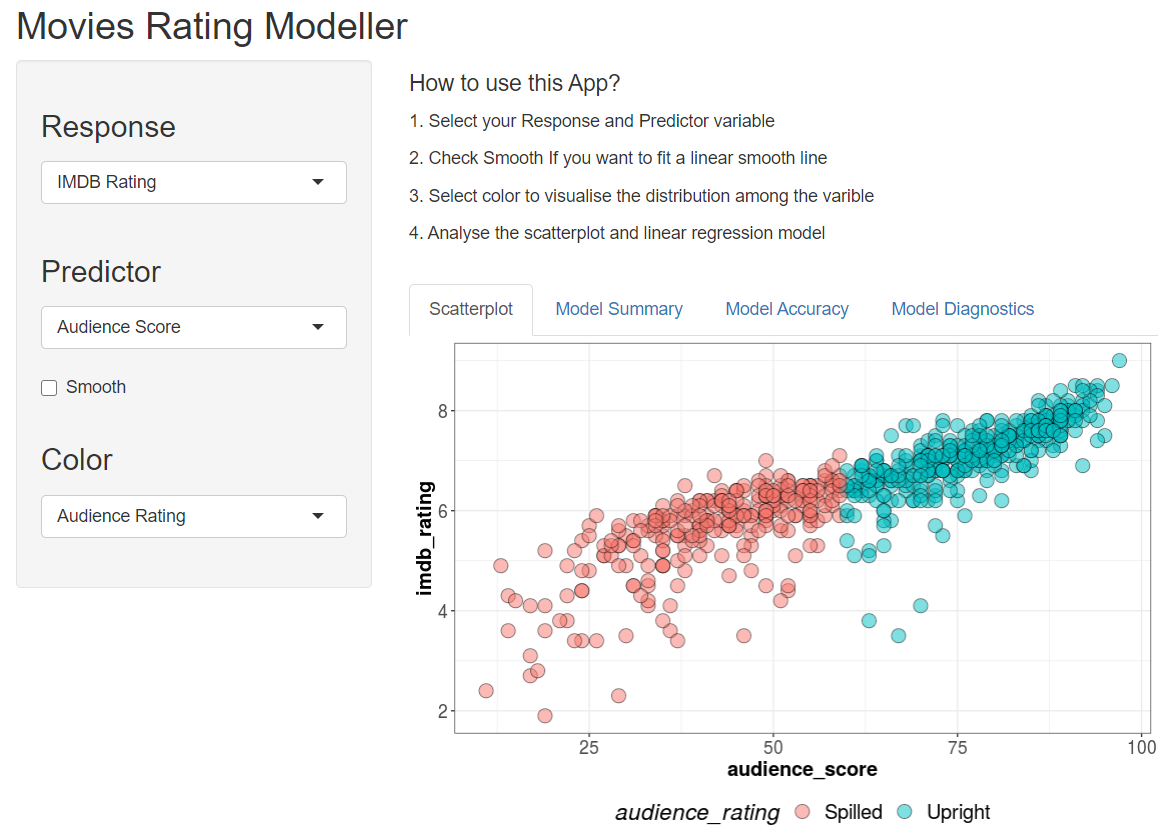 Movies Rating Modeller
Response
IMDB Rating
Predictor
Audience Score
Smooth
Color
Audience Rating
How to use this App?
1. Select your Response and Predictor variable
2. Check Smooth If you want to fit a linear smooth line
3. Select color to visualise the distribution among the varible
4. Analyse the scatterplot and linear regression model
Scatterplot Model Summary Model Accuracy Model Diagnostics
imdb_rating
8
6
4
2
25 50 75 100
audience_score
audience_rating Spilled Upright